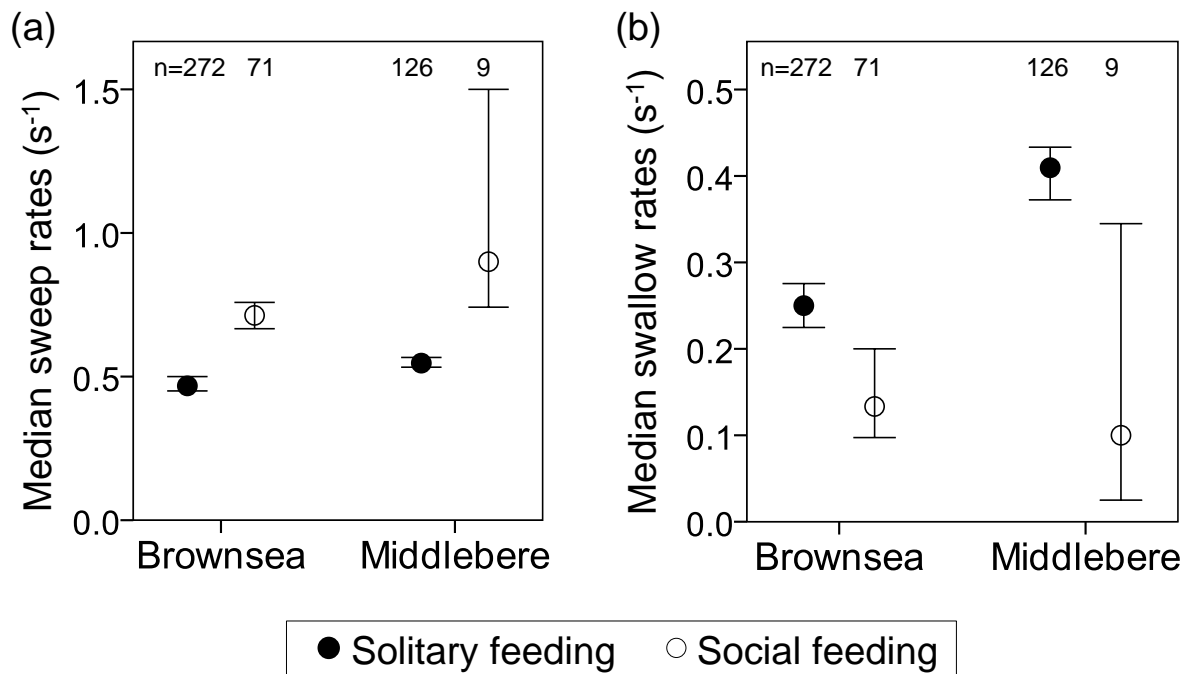 (a)
Median sweep rates (s-1)
n=272 71 126 9
1.5
1.0
0.5
0.0
Brownsea Middlebere
(b)
Median swallow rates (s-1)
n=272 71 126 9
0.5
0.4
0.3
0.2
0.1
0.0
Brownsea Middlebere
Solitary feeding Social feeding